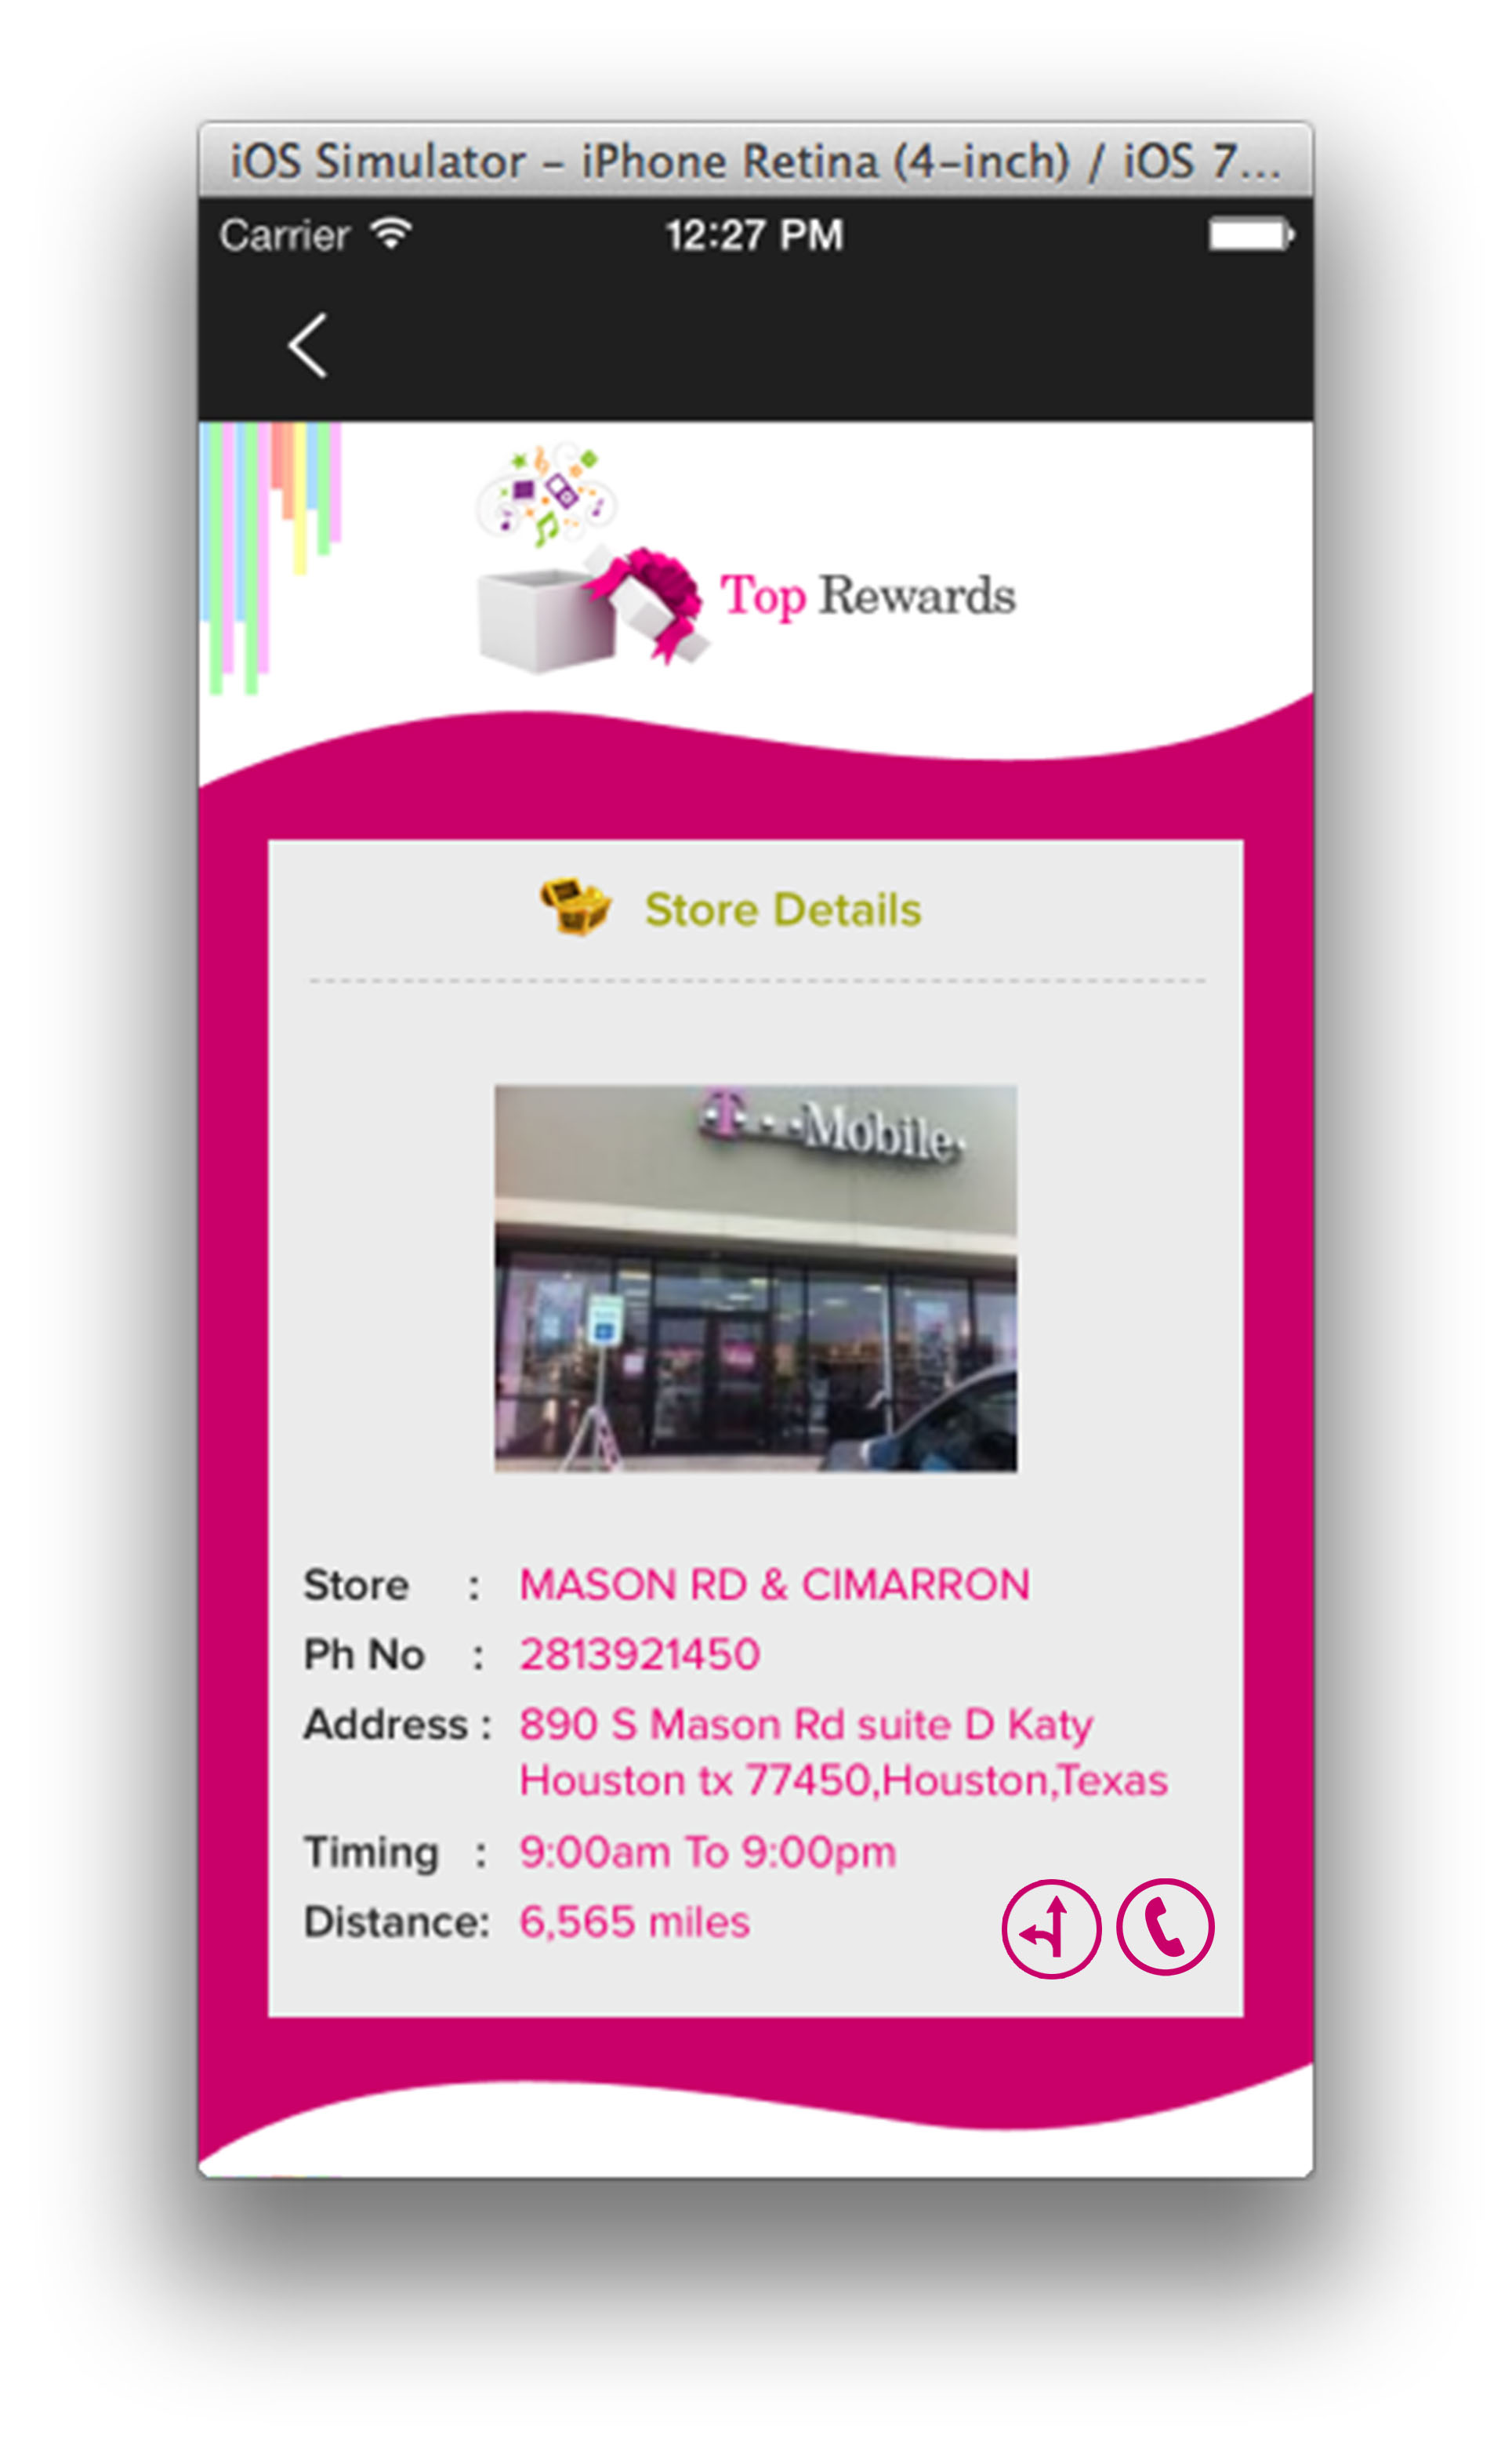 iOS Simulator – iPhone Retina (4-inch) / iOS 7...
Carrier 12:27 PM
Top Rewards
Store Details
T··Mobile·
Store : MASON RD & CIMARRON
Ph No : 2813921450
Address : 890 S Mason Rd suite D Katy
Houston tx 77450,Houston,Texas
Timing : 9:00am To 9:00pm
Distance: 6,565 miles